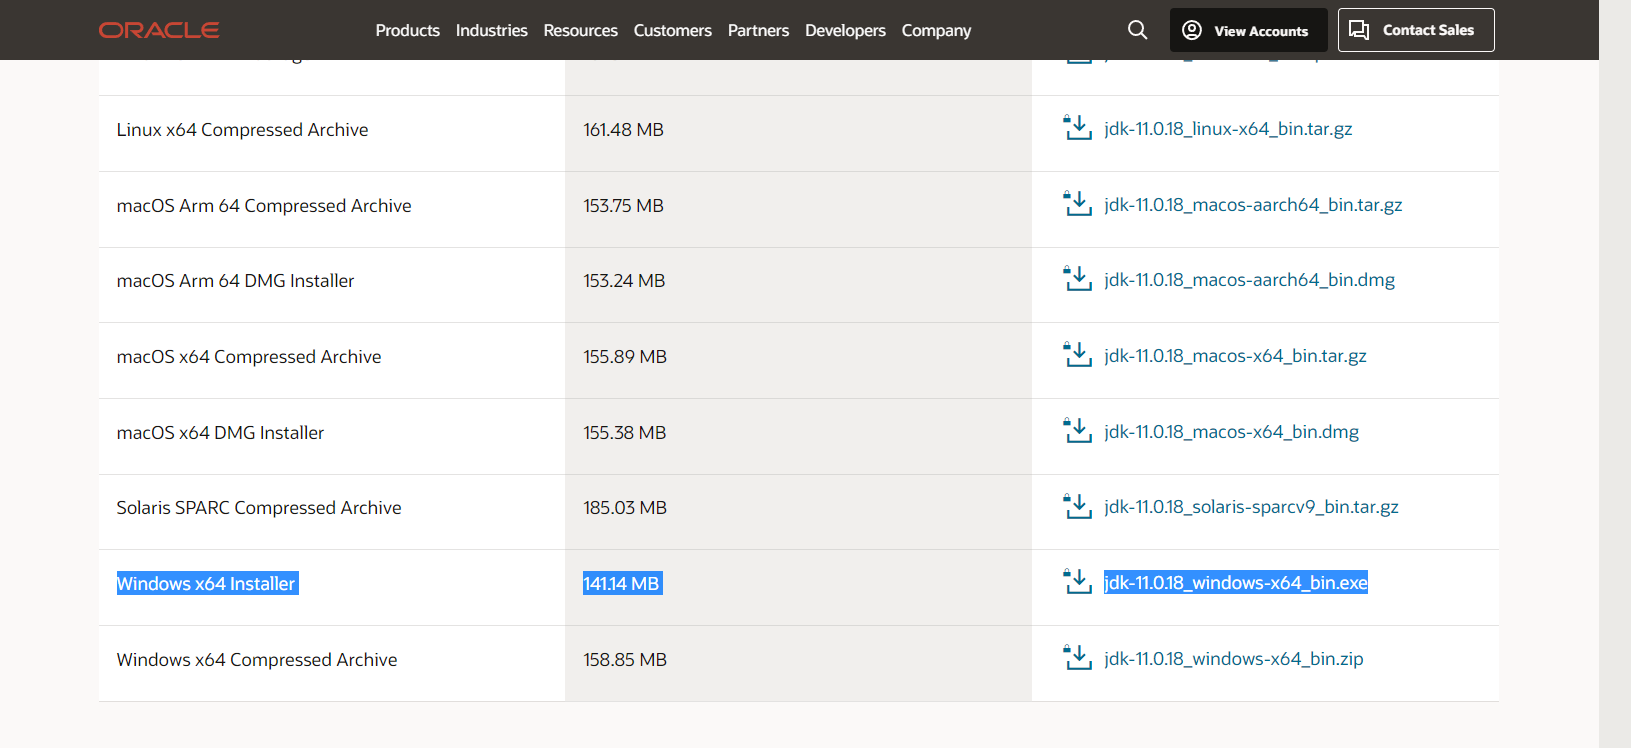 ORACLE Products Industries Resources Customers Partners Developers Company View Accounts Contact Sales
Linux x64 Compressed Archive 161.48 MB jdk-11.0.18_linux-x64_bin.tar.gz
macOS Arm 64 Compressed Archive 153.75 MB jdk-11.0.18_macos-aarch64_bin.tar.gz
macOS Arm 64 DMG Installer 153.24 MB jdk-11.0.18_macos-aarch64_bin.dmg
macOS x64 Compressed Archive 155.89 MB jdk-11.0.18_macos-x64_bin.tar.gz
macOS x64 DMG Installer 155.38 MB jdk-11.0.18_macos-x64_bin.dmg
Solaris SPARC Compressed Archive 185.03 MB jdk-11.0.18_solaris-sparcv9_bin.tar.gz
Windows x64 Installer 141.14 MB jdk-11.0.18_windows-x64_bin.exe
Windows x64 Compressed Archive 158.85 MB jdk-11.0.18_windows-x64_bin.zip